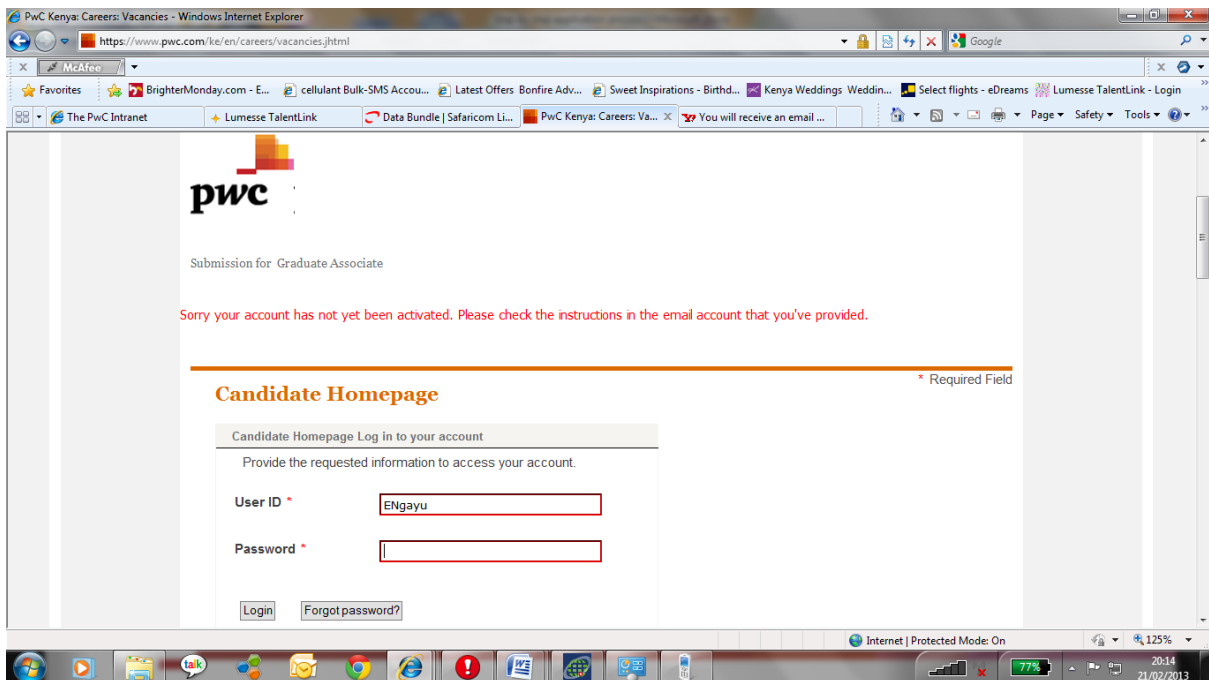 PwC Kenya: Careers: Vacancies - Windows Internet Explorer
https://www.pwc.com/ke/en/careers/vacancies.jhtml
Google
X McAfee
Favorites BrighterMonday.com - E... cellulant Bulk-SMS Accou... Latest Offers Bonfire Adv... Sweet Inspirations - Birthd... Kenya Weddings Weddin... Select flights - eDreams Lumesse TalentLink - Login
The PwC Intranet Lumesse TalentLink Data Bundle | Safaricom Li... PwC Kenya: Careers: Va... X You will receive an email ... Page Safety Tools
pwc
Submission for Graduate Associate
Sorry your account has not yet been activated. Please check the instructions in the email account that you've provided.
* Required Field
Candidate Homepage
Candidate Homepage Log in to your account
Provide the requested information to access your account.
User ID * ENgayu
Password *
Login Forgot password?
Internet | Protected Mode: On 125%
talk 77% 20:14
21/02/2013